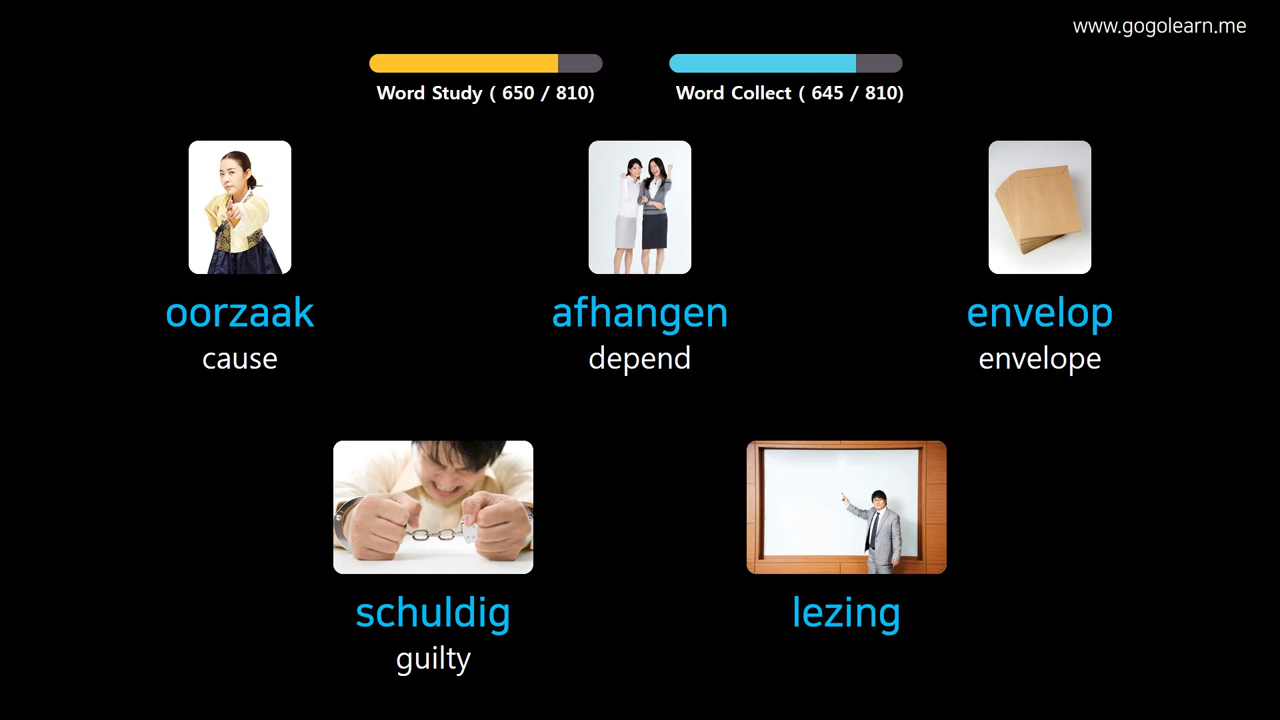 www.gogolearn.me
Word Study ( 650 / 810)
Word Collect ( 645 / 810)
oorzaak
cause
afhangen
depend
envelop
envelope
schuldig
guilty
lezing